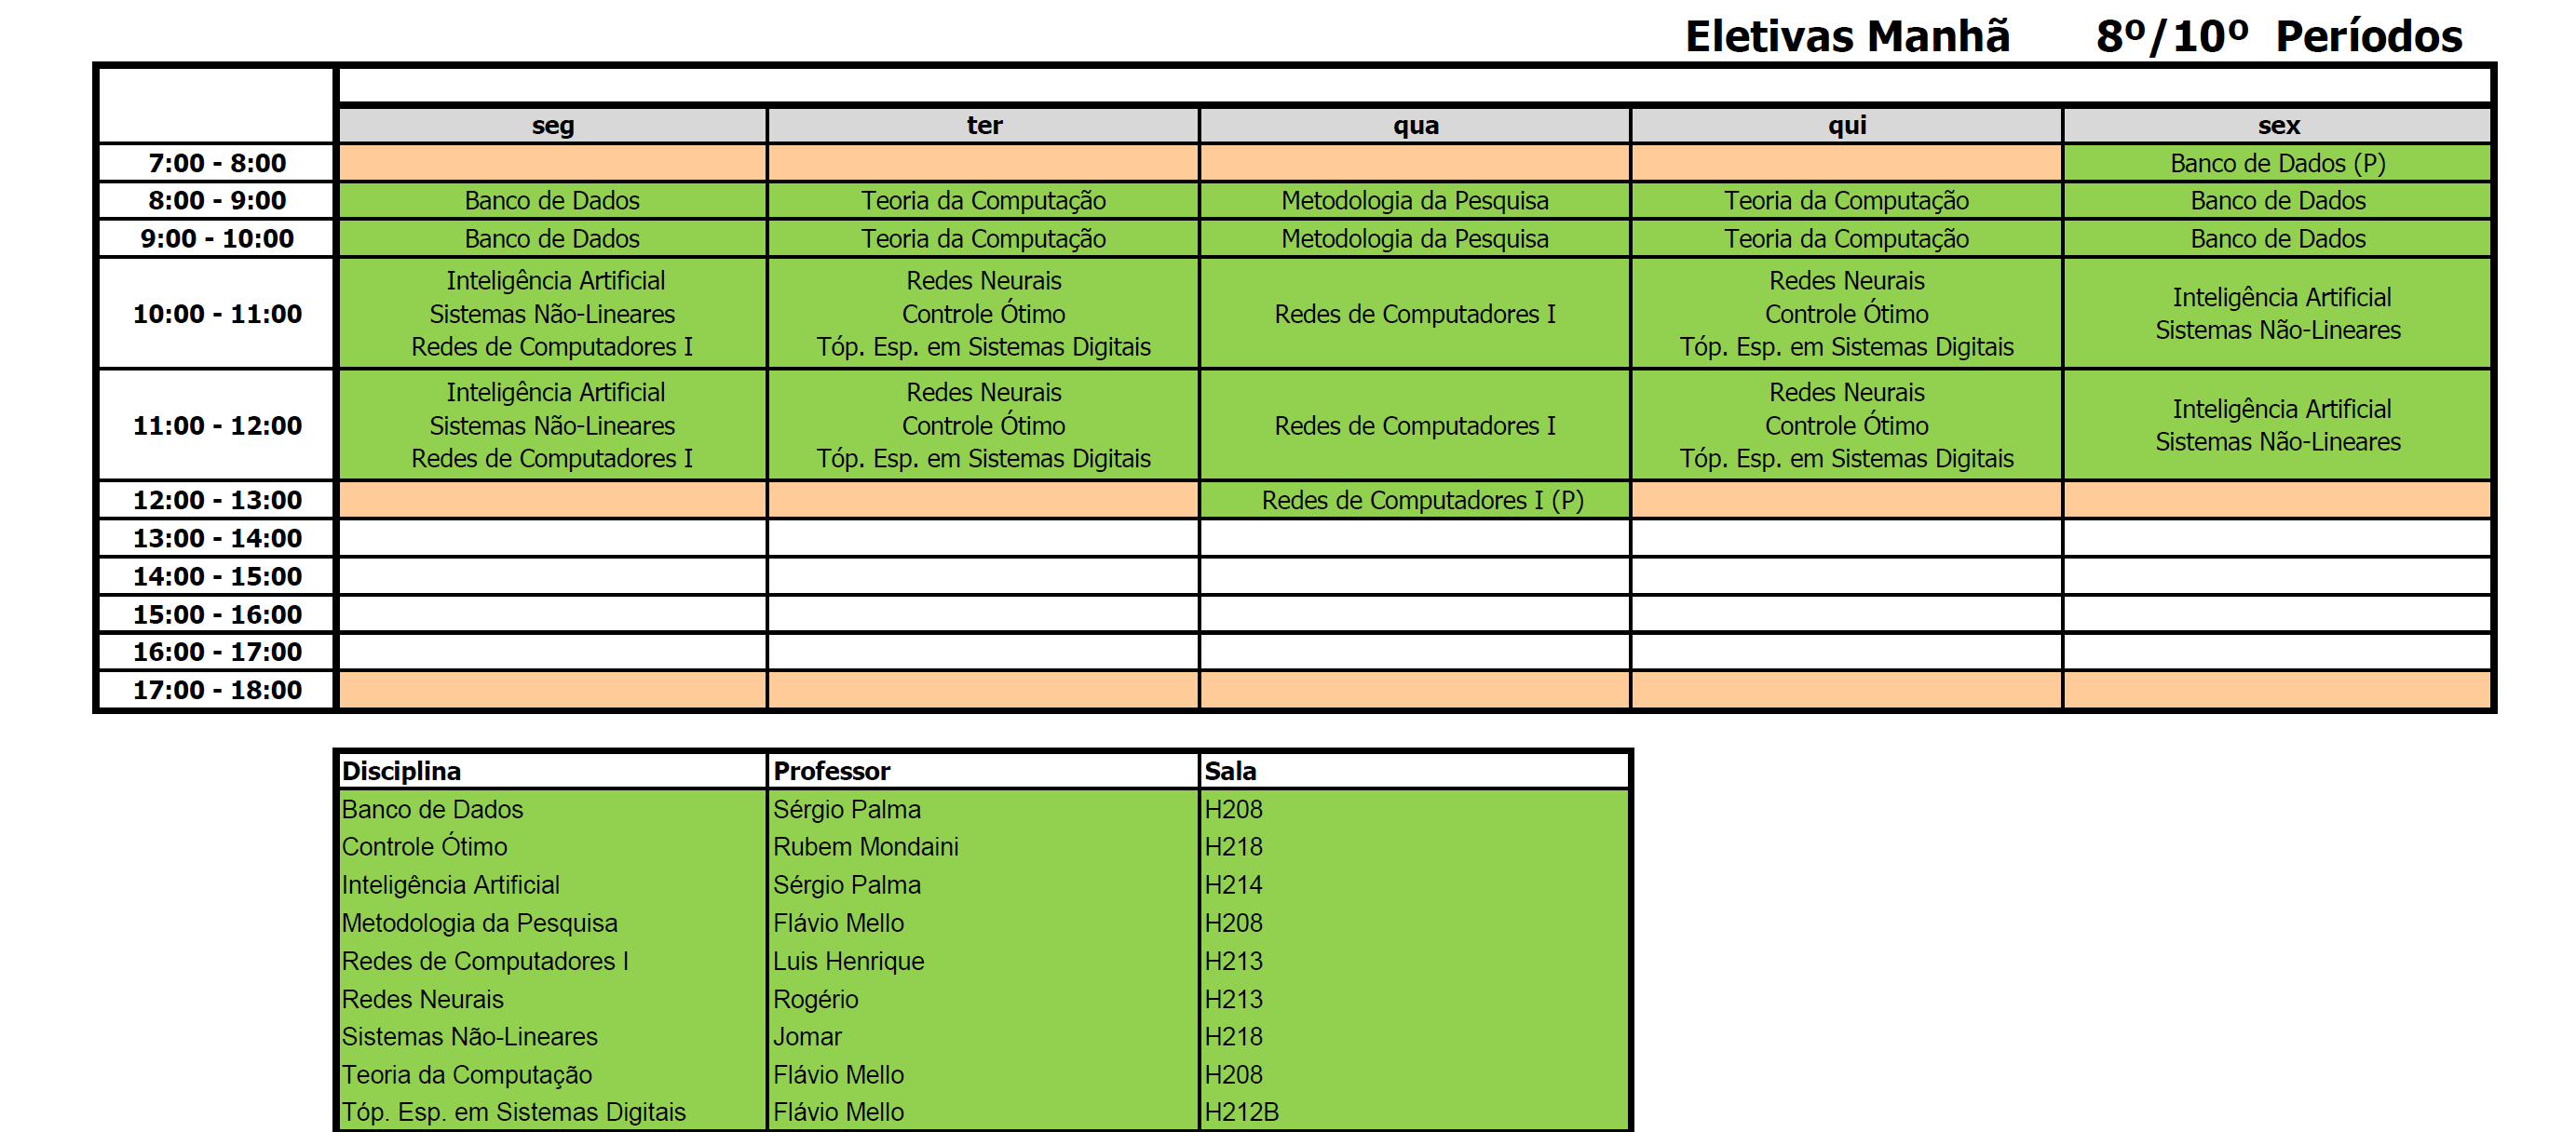 Eletivas Manhã 8º/10º Períodos
seg ter qua qui sex
7:00 - 8:00 Banco de Dados (P)
8:00 - 9:00 Banco de Dados Teoria da Computação Metodologia da Pesquisa Teoria da Computação Banco de Dados
9:00 - 10:00 Banco de Dados Teoria da Computação Metodologia da Pesquisa Teoria da Computação Banco de Dados
10:00 - 11:00
Inteligência Artificial
Sistemas Não-Lineares
Redes de Computadores I
Redes Neurais
Controle Ótimo
Tóp. Esp. em Sistemas Digitais
Redes de Computadores I
Redes Neurais
Controle Ótimo
Tóp. Esp. em Sistemas Digitais
Inteligência Artificial
Sistemas Não-Lineares
11:00 - 12:00
Inteligência Artificial
Sistemas Não-Lineares
Redes de Computadores I
Redes Neurais
Controle Ótimo
Tóp. Esp. em Sistemas Digitais
Redes de Computadores I
Redes Neurais
Controle Ótimo
Tóp. Esp. em Sistemas Digitais
Inteligência Artificial
Sistemas Não-Lineares
12:00 - 13:00 Redes de Computadores I (P)
13:00 - 14:00
14:00 - 15:00
15:00 - 16:00
16:00 - 17:00
17:00 - 18:00
Disciplina Professor Sala
Banco de Dados Sérgio Palma H208
Controle Ótimo Rubem Mondaini H218
Inteligência Artificial Sérgio Palma H214
Metodologia da Pesquisa Flávio Mello H208
Redes de Computadores I Luis Henrique H213
Redes Neurais Rogério H213
Sistemas Não-Lineares Jomar H218
Teoria da Computação Flávio Mello H208
Tóp. Esp. em Sistemas Digitais Flávio Mello H212B